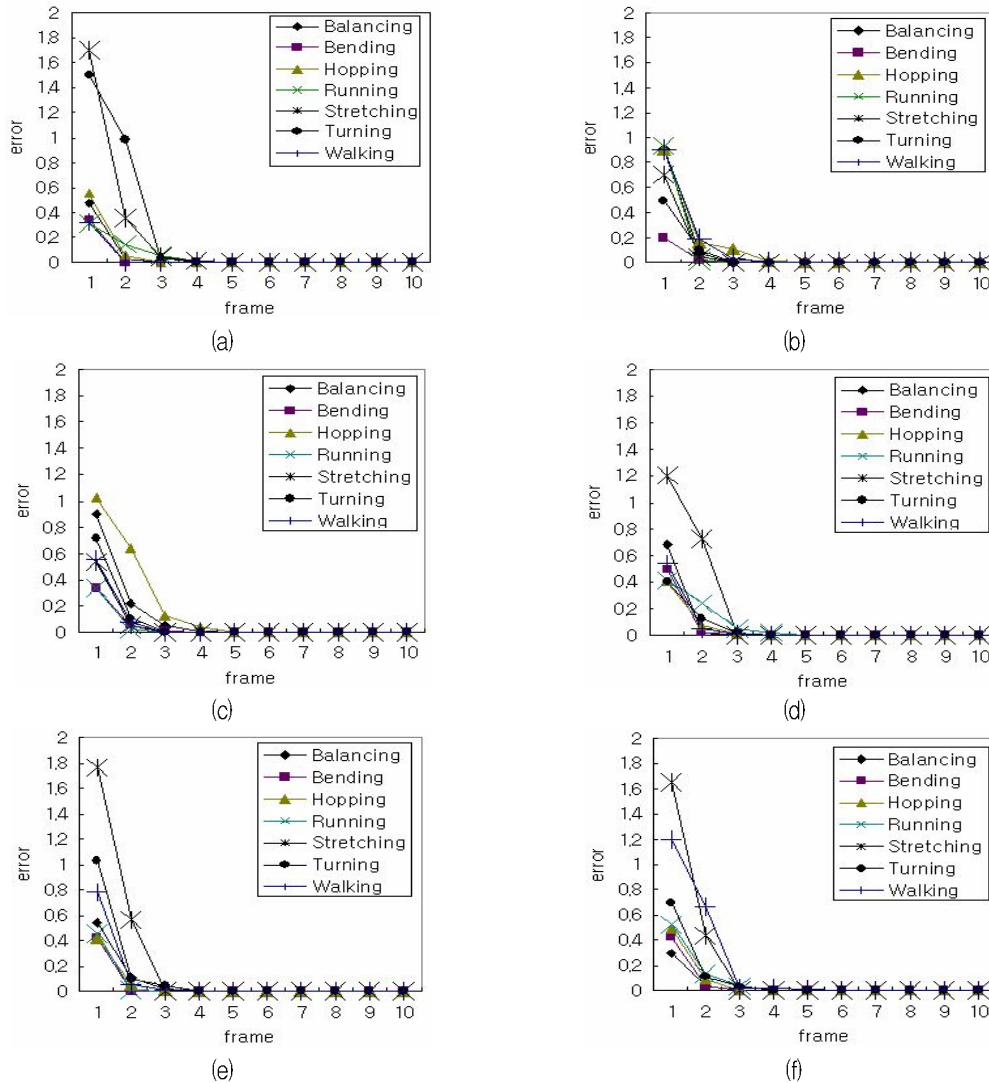 2
1.8
1.6
1.4
1.2
1
0.8
0.6
0.4
0.2
0
error
1 2 3 4 5 6 7 8 9 10
frame
Balancing
Bending
Hopping
Running
Stretching
Turning
Walking
(a)
2
1.8
1.6
1.4
1.2
1
0.8
0.6
0.4
0.2
0
error
1 2 3 4 5 6 7 8 9 10
frame
Balancing
Bending
Hopping
Running
Stretching
Turning
Walking
(b)
2
1.8
1.6
1.4
1.2
1
0.8
0.6
0.4
0.2
0
error
1 2 3 4 5 6 7 8 9 10
frame
Balancing
Bending
Hopping
Running
Stretching
Turning
Walking
(c)
2
1.8
1.6
1.4
1.2
1
0.8
0.6
0.4
0.2
0
error
1 2 3 4 5 6 7 8 9 10
frame
Balancing
Bending
Hopping
Running
Stretching
Turning
Walking
(d)
2
1.8
1.6
1.4
1.2
1
0.8
0.6
0.4
0.2
0
error
1 2 3 4 5 6 7 8 9 10
frame
Balancing
Bending
Hopping
Running
Stretching
Turning
Walking
(e)
2
1.8
1.6
1.4
1.2
1
0.8
0.6
0.4
0.2
0
error
1 2 3 4 5 6 7 8 9 10
frame
Balancing
Bending
Hopping
Running
Stretching
Turning
Walking
(f)